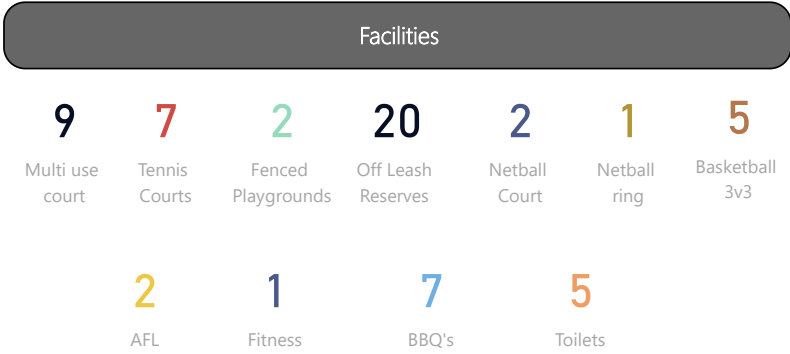 Facilities
9 7 2 20 2 1 5
Multi use Tennis Fenced Off Leash Netball Netball Basketball
court Courts Playgrounds Reserves Court ring 3v3
2 1 7 5
AFL Fitness BBQ's Toilets